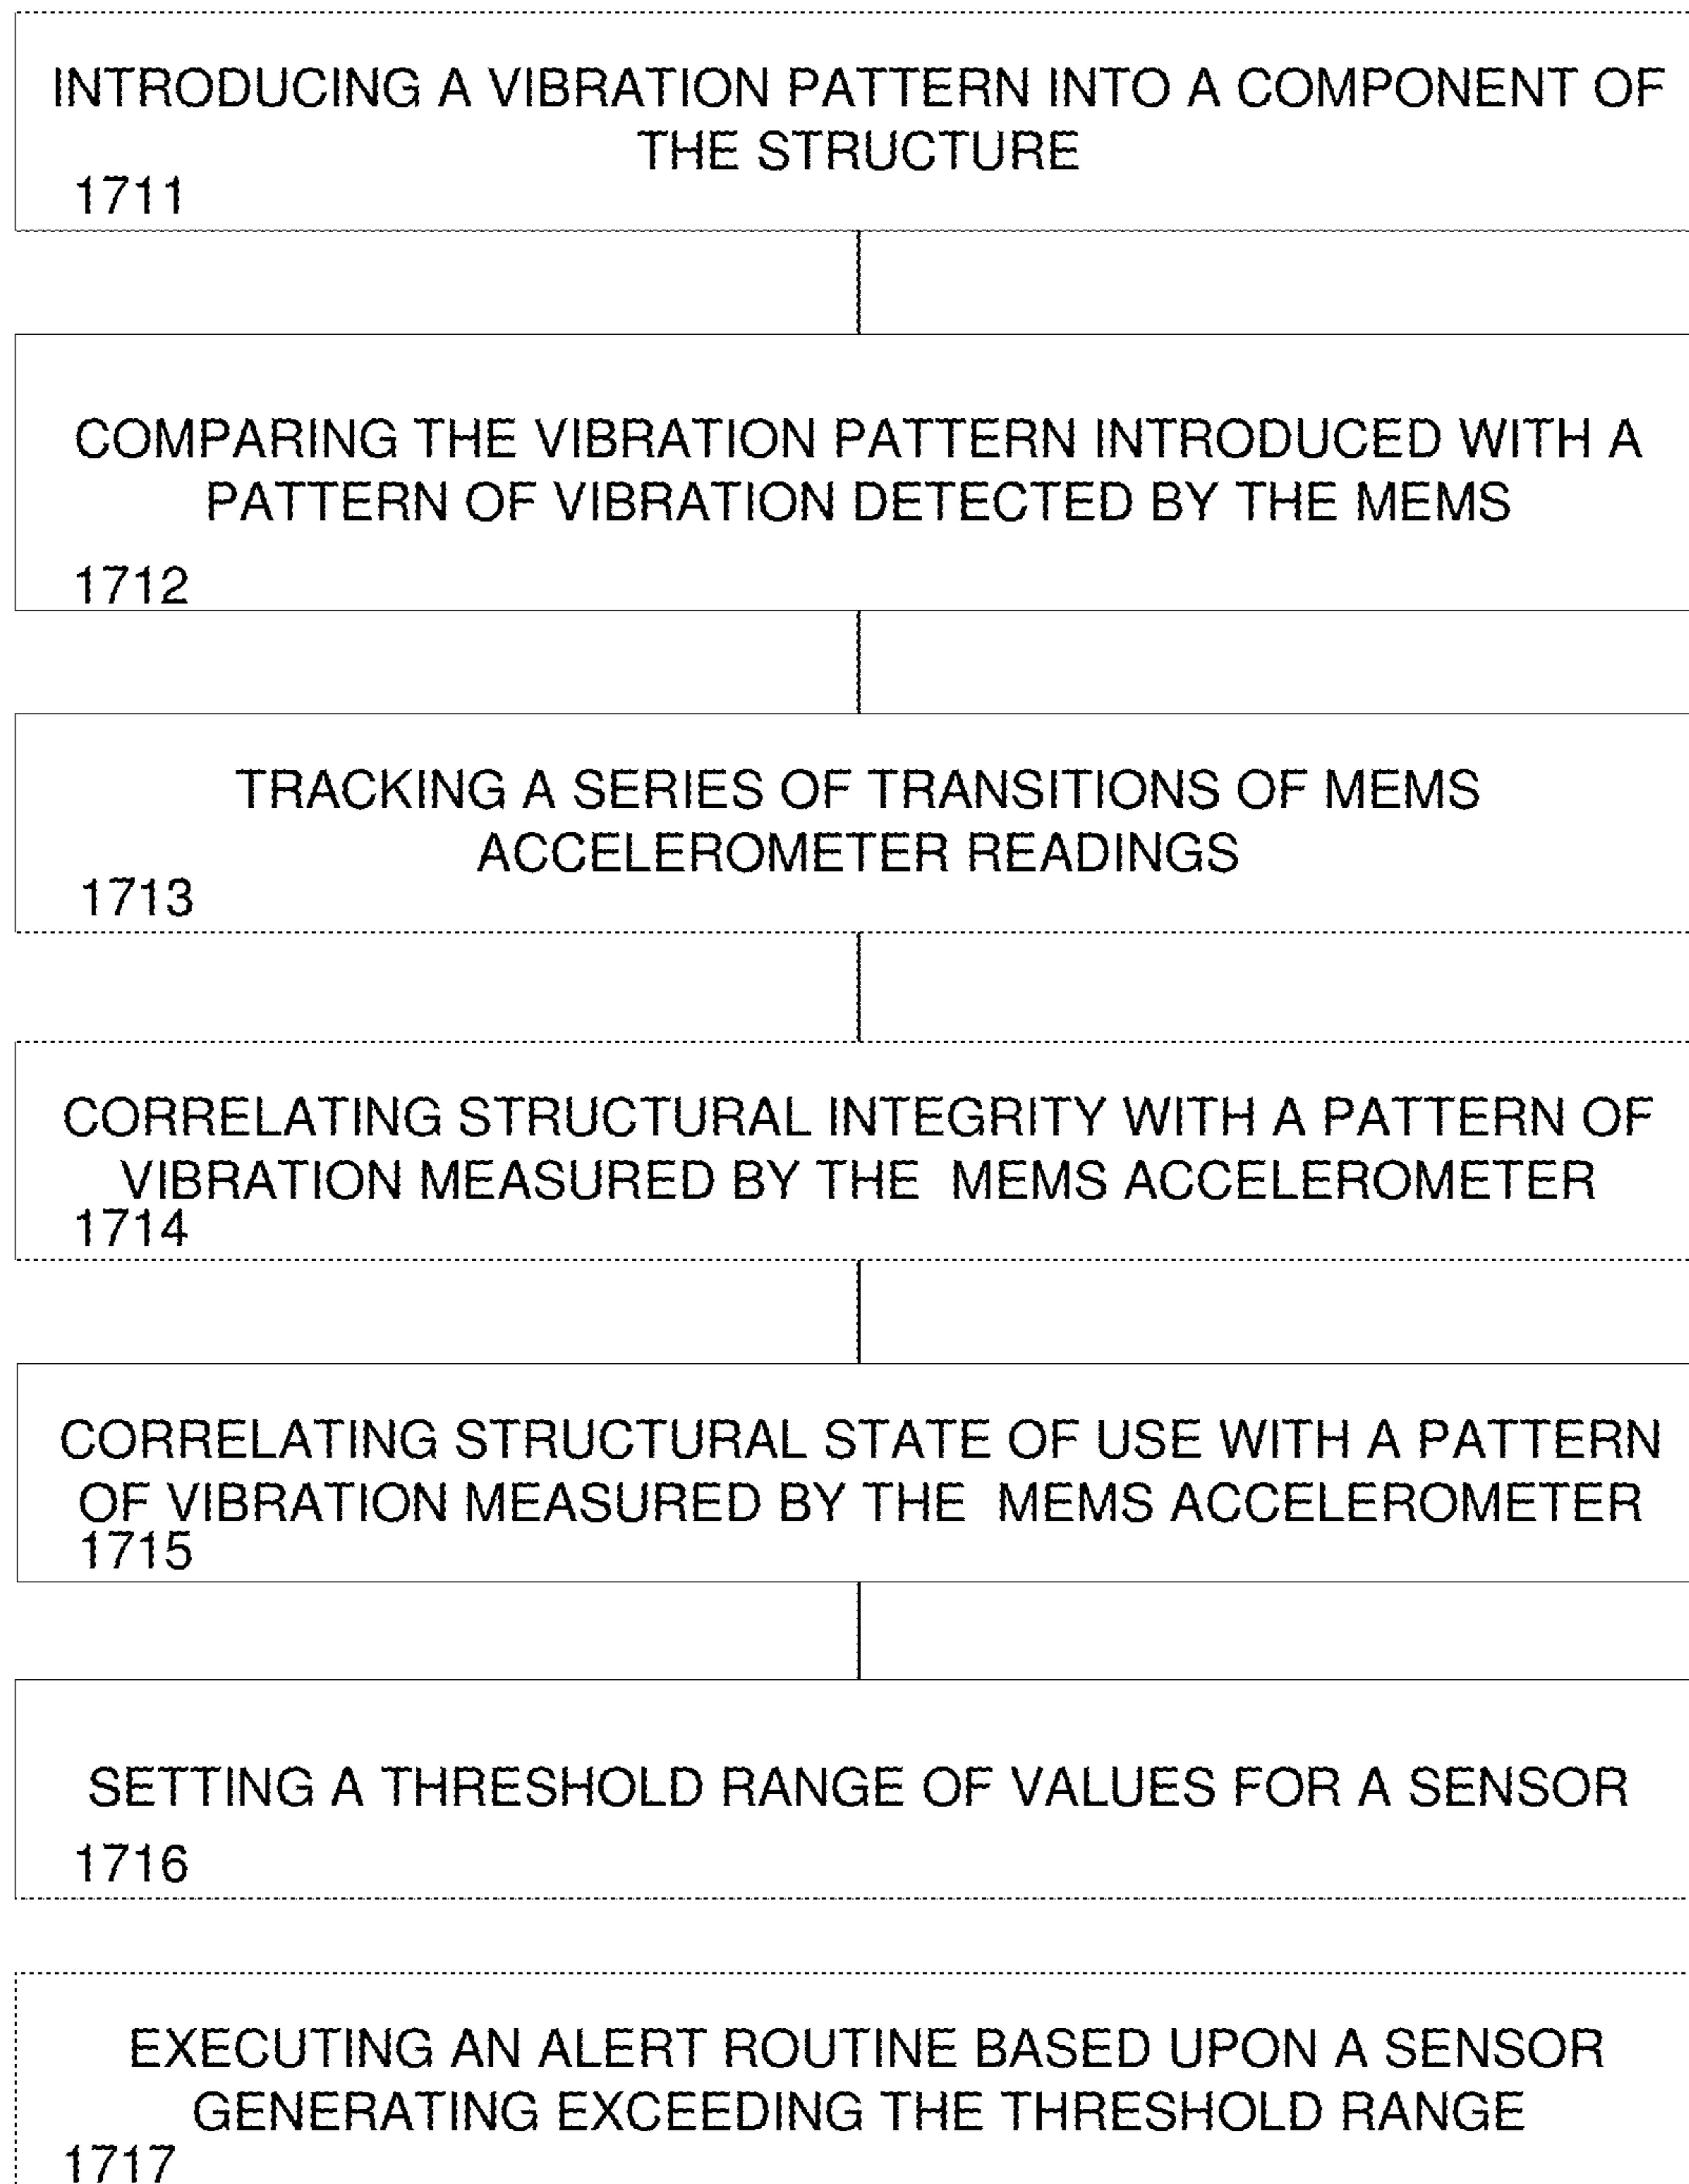 INTRODUCING A VIBRATION PATTERN INTO A COMPONENT OF
THE STRUCTURE
1711
COMPARING THE VIBRATION PATTERN INTRODUCED WITH A
PATTERN OF VIBRATION DETECTED BY THE MEMS
1712
TRACKING A SERIES OF TRANSITIONS OF MEMS
ACCELEROMETER READINGS
1713
CORRELATING STRUCTURAL INTEGRITY WITH A PATTERN OF
VIBRATION MEASURED BY THE MEMS ACCELEROMETER
1714
CORRELATING STRUCTURAL STATE OF USE WITH A PATTERN
OF VIBRATION MEASURED BY THE MEMS ACCELEROMETER
1715
SETTING A THRESHOLD RANGE OF VALUES FOR A SENSOR
1716
EXECUTING AN ALERT ROUTINE BASED UPON A SENSOR
GENERATING EXCEEDING THE THRESHOLD RANGE
1717